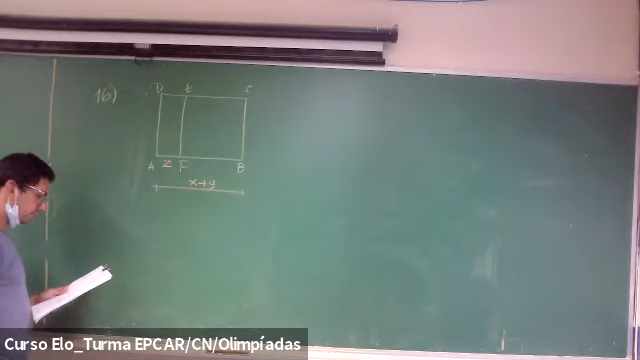 16)
D E C
A Z F B
x+y
Curso Elo_Turma EPCAR/CN/Olimpíadas